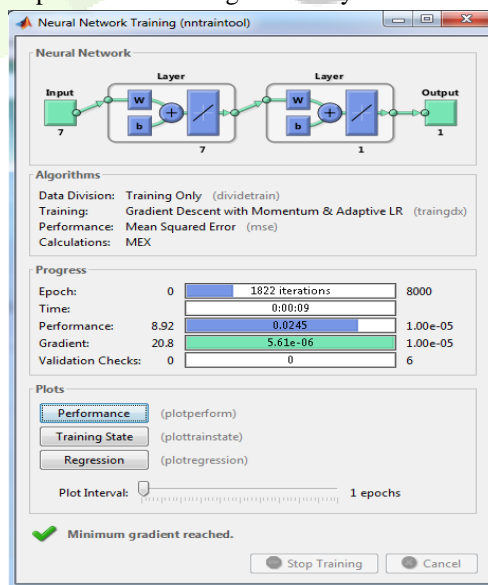 Neural Network Training (nntraintool)
Neural Network
Layer Layer
Input Output
W W
b b
7 1
7 1
Algorithms
Data Division: Training Only (dividetrain)
Training: Gradient Descent with Momentum & Adaptive LR (traingdx)
Performance: Mean Squared Error (mse)
Calculations: MEX
Progress
Epoch: 0 1822 iterations 8000
Time: 0:00:09
Performance: 8.92 0.0245 1.00e-05
Gradient: 20.8 5.61e-06 1.00e-05
Validation Checks: 0 0 6
Plots
Performance (plotperform)
Training State (plottrainstate)
Regression (plotregression)
Plot Interval: 1 epochs
Minimum gradient reached.
Stop Training Cancel